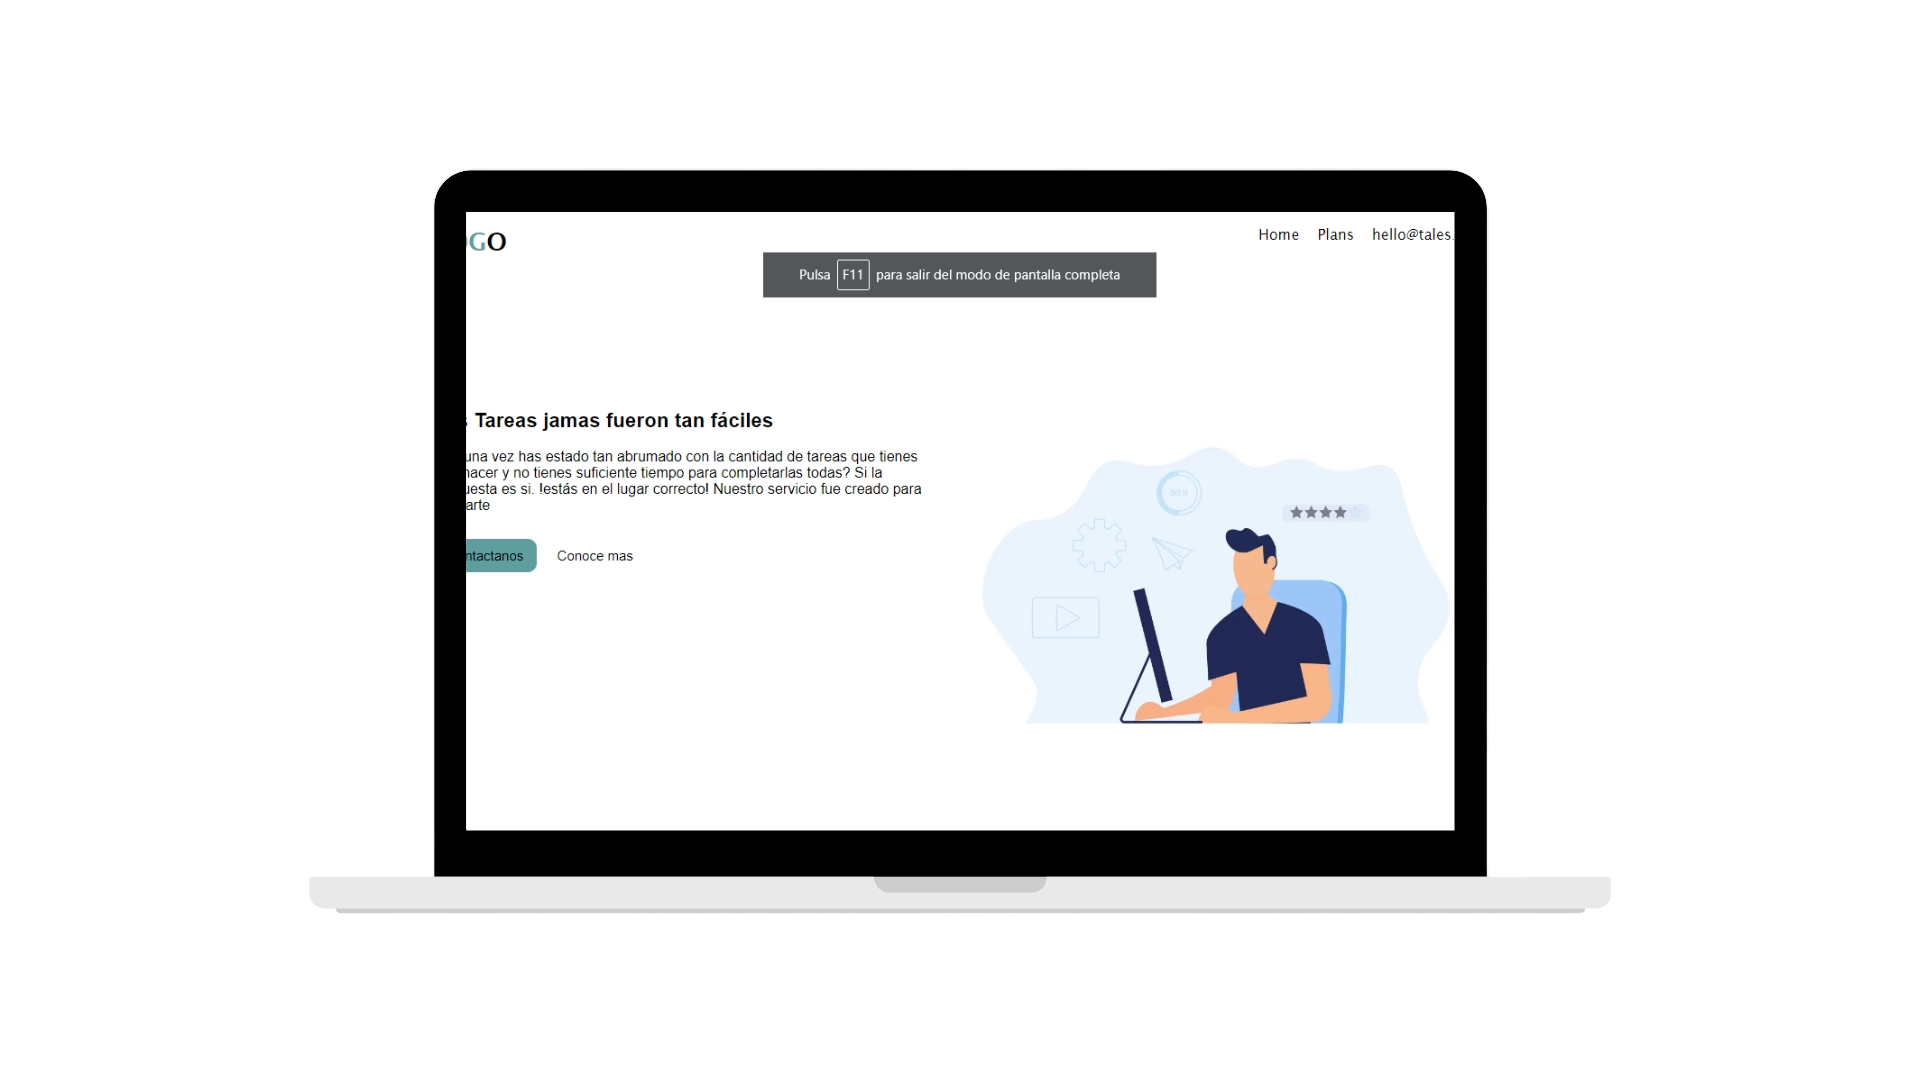 GO
Home Plans hello@tales.
Pulsa F11 para salir del modo de pantalla completa
Tareas jamas fueron tan fáciles
una vez has estado tan abrumado con la cantidad de tareas que tienes
hacer y no tienes suficiente tiempo para completarlas todas? Si la
uesta es si. !estás en el lugar correcto! Nuestro servicio fue creado para
arte
ntactanos Conoce mas
50%